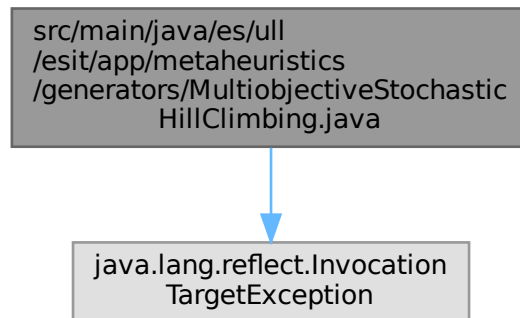 src/main/java/es/ull
/esit/app/metaheuristics
/generators/MultiobjectiveStochastic
HillClimbing.java
java.lang.reflect.Invocation
TargetException